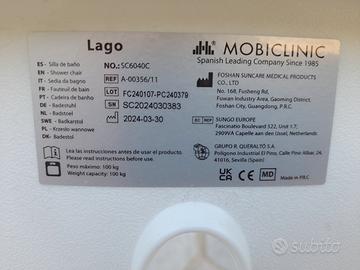 Lago
ES - Silla de baño
EN - Shower chair
IT - Sedia da bagno
FR - Fauteuil de bain
PT - Cadeira de banho
DE - Badestuhl
NL - Badstoel
SWE - Badkarstol
PL - Krzesło wannowe
DK - Badestol
NO.: SC6040C
REF A-00356/11
LOT FC240107-PC240379
SN SC2024030383
2024-03-30
Lea las instrucciones antes de usar el producto.
Please read instructions before use.
Peso máximo: 100 kg
Weight capacity: 100 kg
MOBICLINIC
Spanish Leading Company Since 1985
FOSHAN SUNCARE MEDICAL PRODUCTS
CO., LTD
No. 168, Fusheng Rd,
Fuwan Industry Area, Gaoming District,
Foshan City, Guangdong, P.R.C.
EC REP
SUNGO EUROPE
Fascinatio Boulevard 522, Unit 1.7,
2909VA Capelle aan den IJssel, Netherlands.
GRUPO R. QUERALTÓ S.A.
Polígono Industrial El Pino, Calle Pino Albar, 24,
41016, Sevilla (Spain)
UK
CA
CE
MD
Made in P.R.C
subito